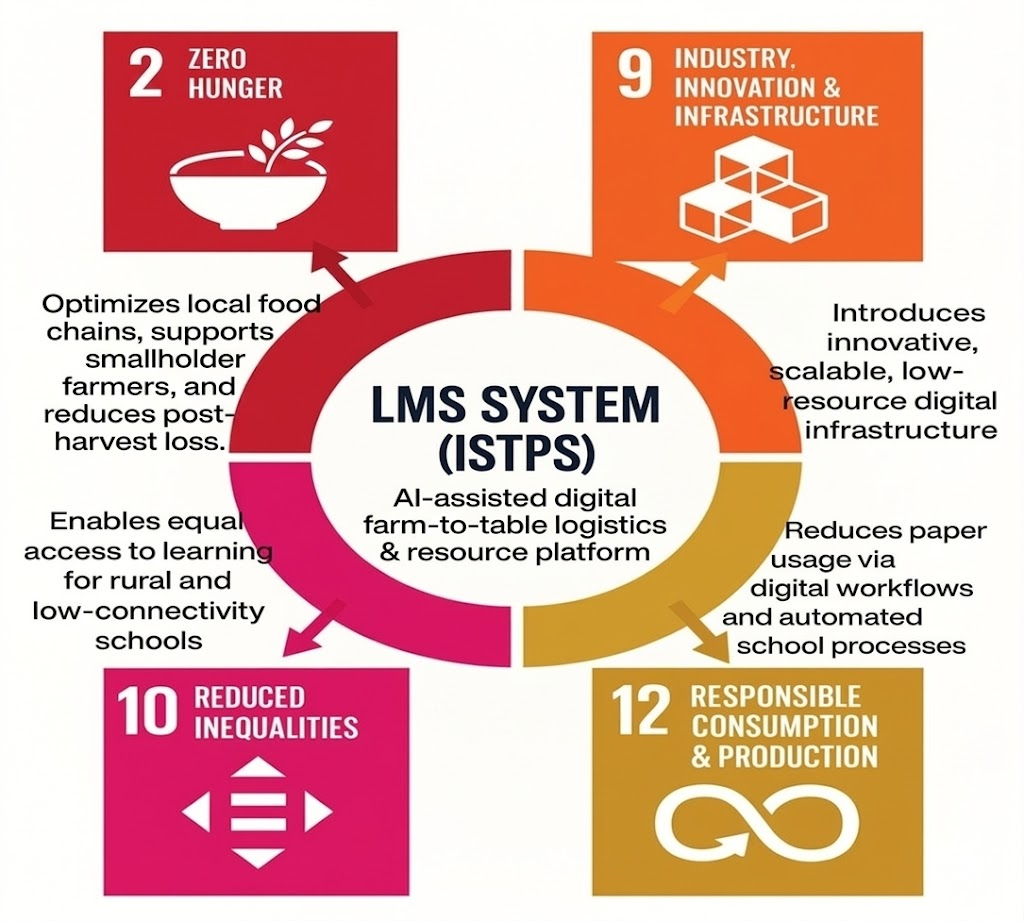 2 ZERO
HUNGER
9 INDUSTRY,
INNOVATION &
INFRASTRUCTURE
Optimizes local food
chains, supports
smallholder
farmers, and
reduces post-
harvest loss.
Introduces
innovative,
scalable, low-
resource digital
infrastructure
LMS SYSTEM
(ISTPS)
AI-assisted digital
farm-to-table logistics
& resource platform
Enables equal
access to learning
for rural and
low-connectivity
schools
Reduces paper
usage via
digital workflows
and automated
school processes
10 REDUCED
INEQUALITIES
12 RESPONSIBLE
CONSUMPTION
& PRODUCTION